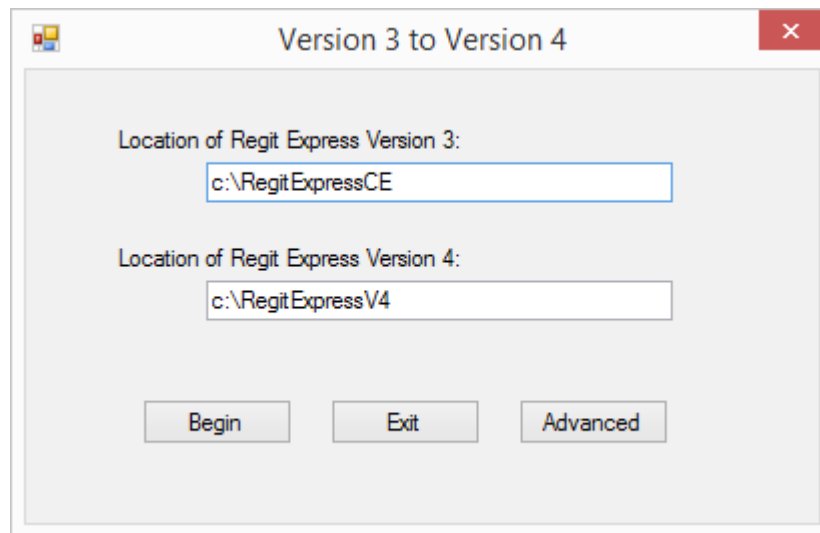 Version 3 to Version 4
Location of Regit Express Version 3:
c:\RegitExpressCE
Location of Regit Express Version 4:
c:\RegitExpressV4
Begin Exit Advanced